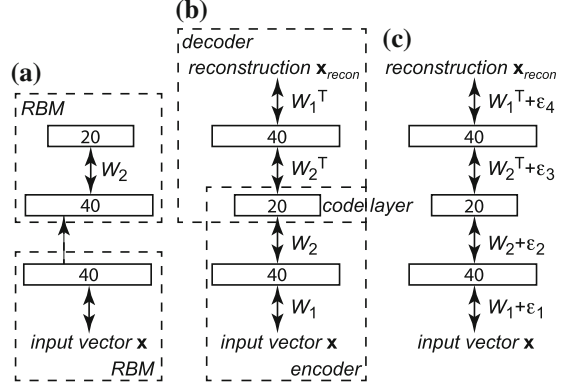 (a)
RBM
20
W₂
40
40
input vector x
RBM
(b)
decoder
reconstruction x_recon
W₁ᵀ
40
W₂ᵀ
20
code layer
W₂
40
W₁
input vector x
encoder
(c)
reconstruction x_recon
W₁ᵀ+ε₄
40
W₂ᵀ+ε₃
20
W₂+ε₂
40
W₁+ε₁
input vector x